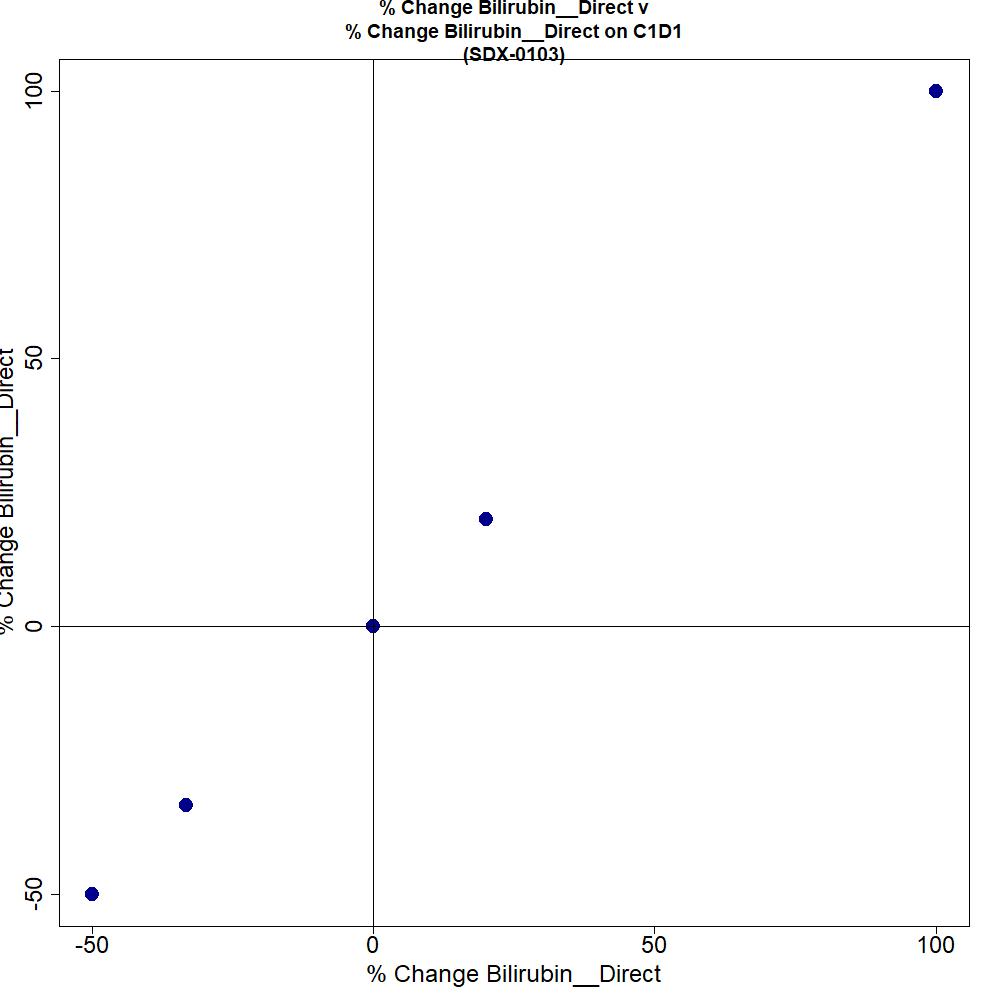 % Change Bilirubin__Direct v
% Change Bilirubin__Direct on C1D1
(SDX-0103)
100
50
0
-50
% Change Bilirubin__Direct
-50
0
50
100
% Change Bilirubin__Direct